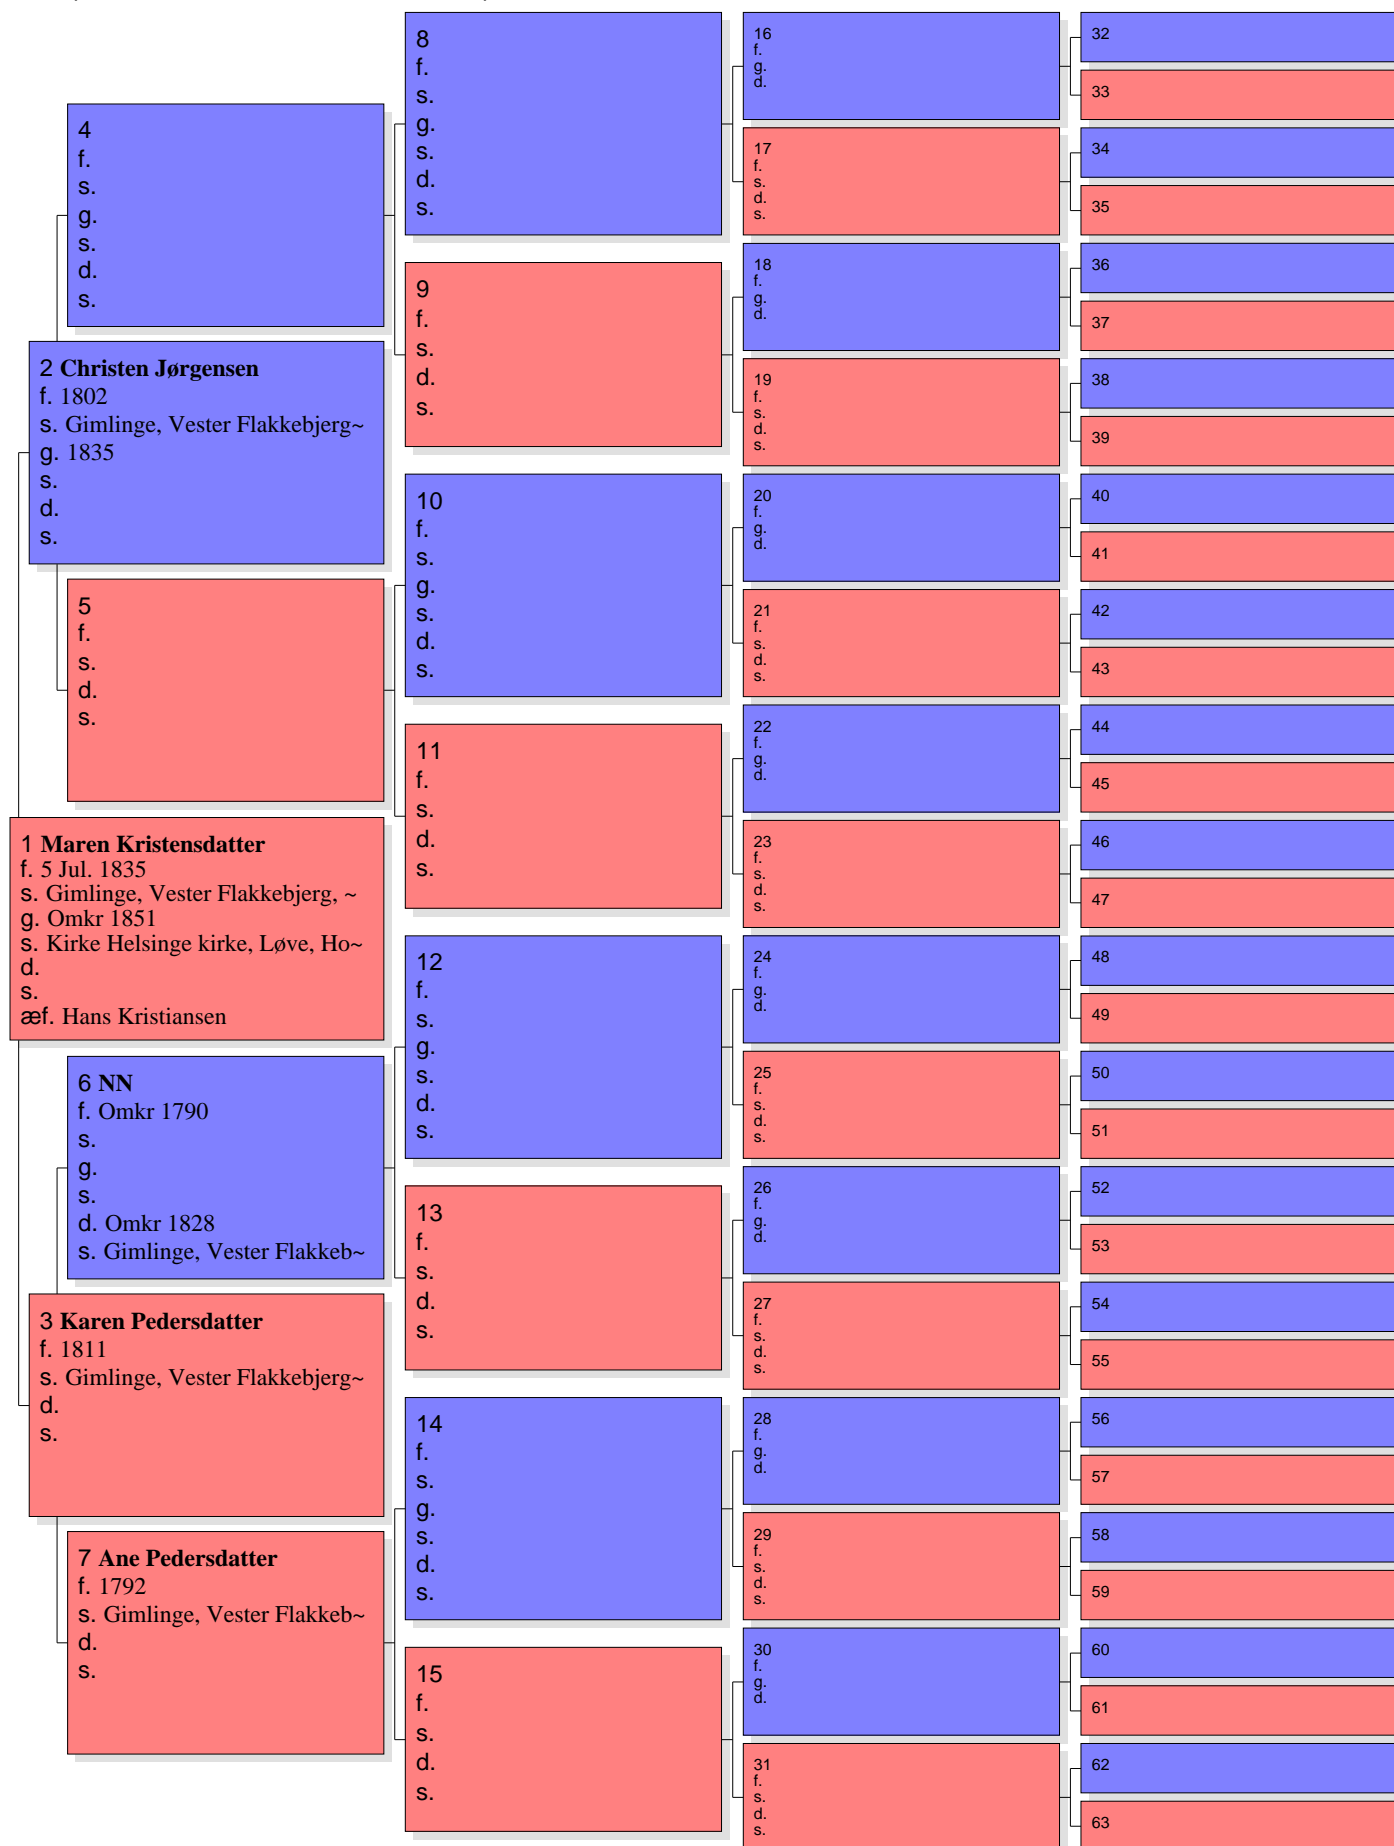 1 Maren Kristensdatter
f. 5 Jul. 1835
s. Gimlinge, Vester Flakkebjerg, ~
g. Omkr 1851
s. Kirke Helsinge kirke, Løve, Ho~
d.
s.
æf. Hans Kristiansen
2 Christen Jørgensen
f. 1802
s. Gimlinge, Vester Flakkebjerg~
g. 1835
s.
d.
s.
3 Karen Pedersdatter
f. 1811
s. Gimlinge, Vester Flakkebjerg~
d.
s.
4
f.
s.
g.
s.
d.
s.
5
f.
s.
d.
s.
6 NN
f. Omkr 1790
s.
g.
s.
d. Omkr 1828
s. Gimlinge, Vester Flakkeb~
7 Ane Pedersdatter
f. 1792
s. Gimlinge, Vester Flakkeb~
d.
s.
8
f.
s.
g.
s.
d.
s.
9
f.
s.
d.
s.
10
f.
s.
g.
s.
d.
s.
11
f.
s.
d.
s.
12
f.
s.
g.
s.
d.
s.
13
f.
s.
d.
s.
14
f.
s.
g.
s.
d.
s.
15
f.
s.
d.
s.
16
f.
g.
d.
17
f.
s.
d.
s.
18
f.
g.
d.
19
f.
s.
d.
s.
20
f.
g.
d.
21
f.
s.
d.
s.
22
f.
g.
d.
23
f.
s.
d.
s.
24
f.
g.
d.
25
f.
s.
d.
s.
26
f.
g.
d.
27
f.
s.
d.
s.
28
f.
g.
d.
29
f.
s.
d.
s.
30
f.
g.
d.
31
f.
s.
d.
s.
32
33
34
35
36
37
38
39
40
41
42
43
44
45
46
47
48
49
50
51
52
53
54
55
56
57
58
59
60
61
62
63